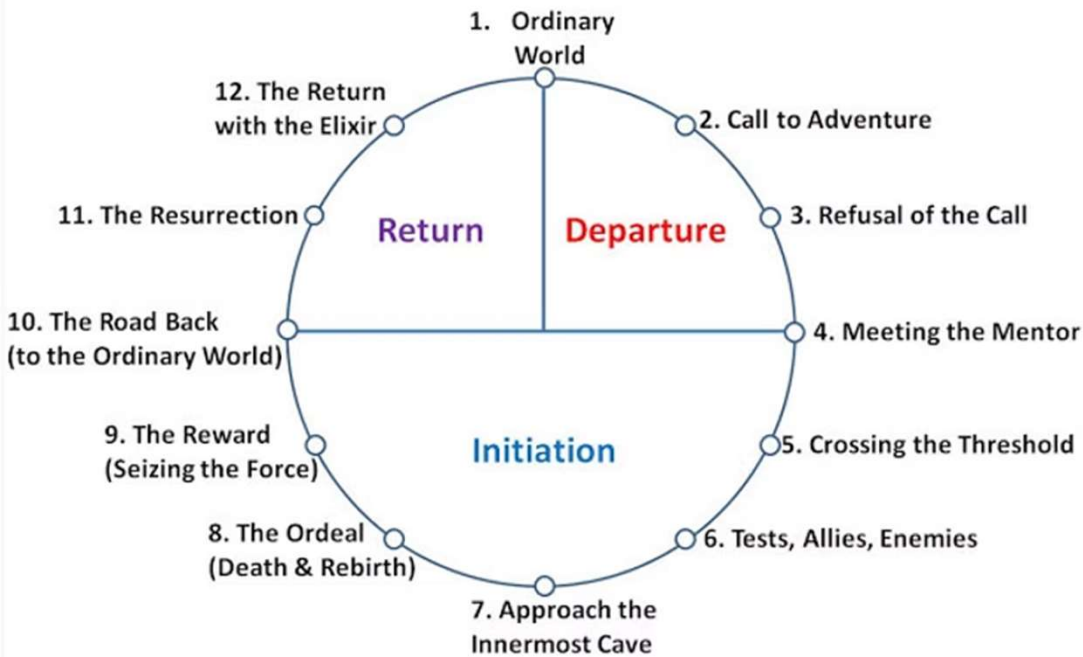 1. Ordinary
World
12. The Return
with the Elixir
2. Call to Adventure
11. The Resurrection
3. Refusal of the Call
Return
Departure
10. The Road Back
(to the Ordinary World)
4. Meeting the Mentor
9. The Reward
(Seizing the Force)
5. Crossing the Threshold
Initiation
8. The Ordeal
(Death & Rebirth)
6. Tests, Allies, Enemies
7. Approach the
Innermost Cave